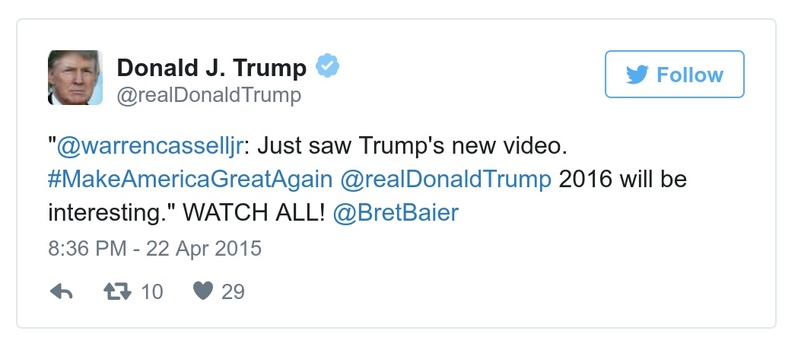 Donald J. Trump
@realDonaldTrump
Follow
"@warrencasselljr: Just saw Trump's new video.
#MakeAmericaGreatAgain @realDonaldTrump 2016 will be
interesting." WATCH ALL! @BretBaier
8:36 PM - 22 Apr 2015
10 29